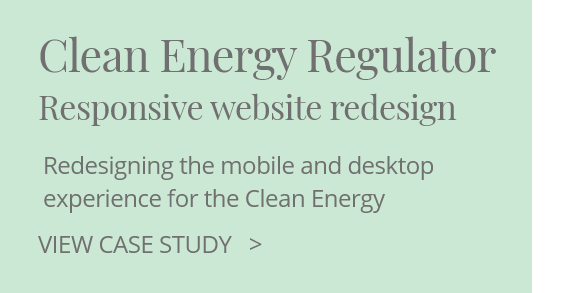 Clean Energy Regulator
Responsive website redesign
Redesigning the mobile and desktop
experience for the Clean Energy
VIEW CASE STUDY >